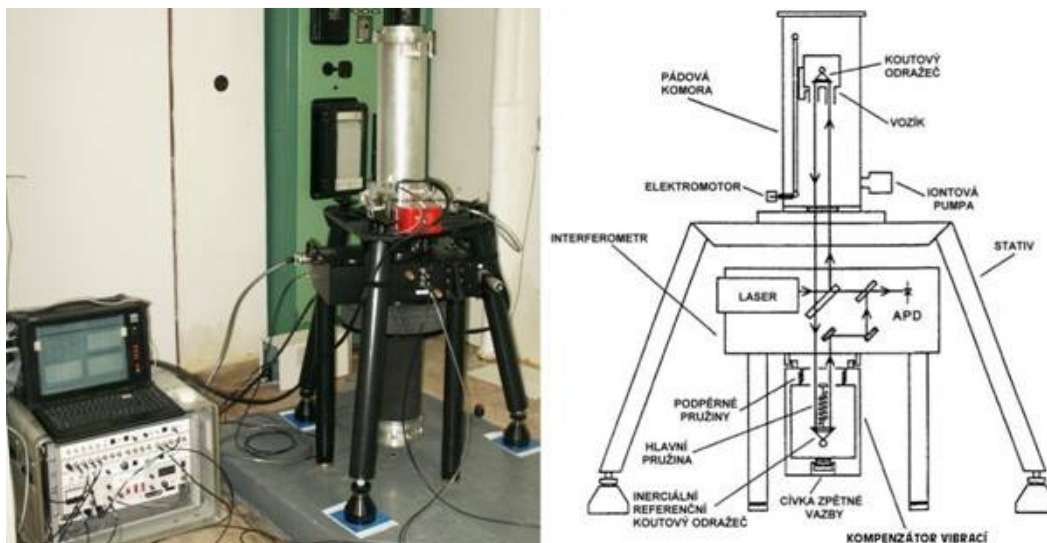 KOUTOVÝ
ODRAŽEČ
PÁDOVÁ
KOMORA
VOZÍK
ELEKTROMOTOR
IONTOVÁ
PUMPA
INTERFEROMETR
STATIV
LASER
APD
PODPĚRNÉ
PRUŽINY
HLAVNÍ
PRUŽINA
INERCIÁLNÍ
REFERENČNÍ
KOUTOVÝ ODRAŽEČ
CÍVKA ZPĚTNÉ
VAZBY
KOMPENZÁTOR VIBRACÍ